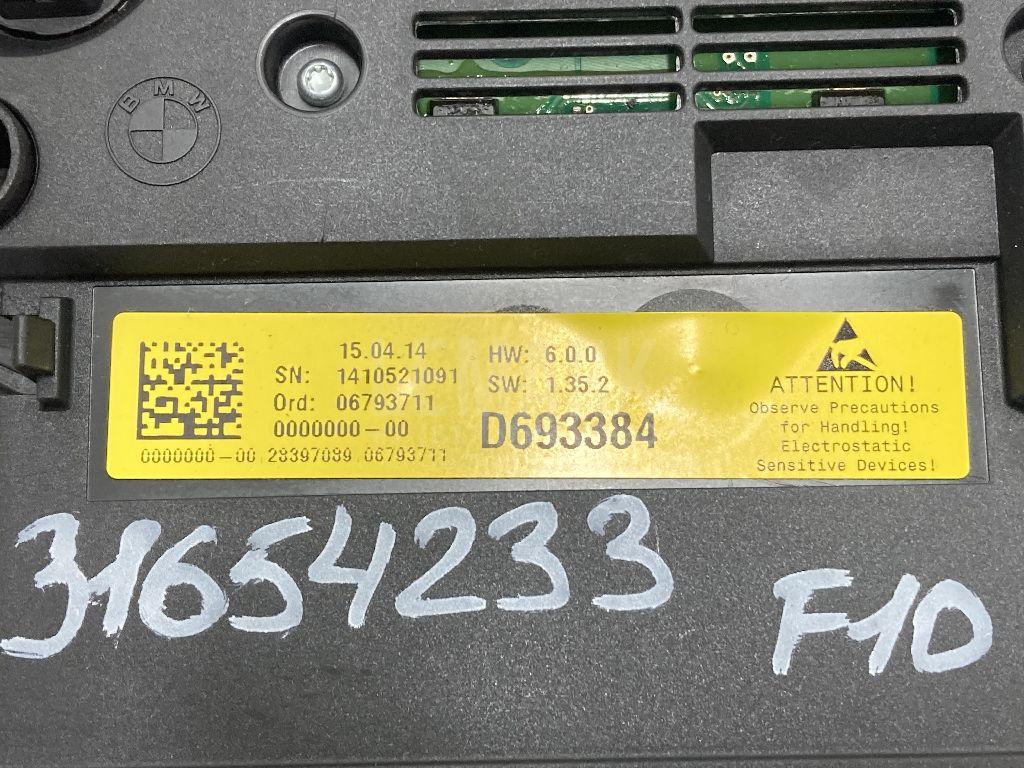 BMW
15.04.14
SN: 1410521091
Ord: 06793711
0000000-00
0000000-00 28397089 06793711
HW: 6.0.0
SW: 1.35.2
D693384
ATTENTION!
Observe Precautions
for Handling!
Electrostatic
Sensitive Devices!
31654233
F10